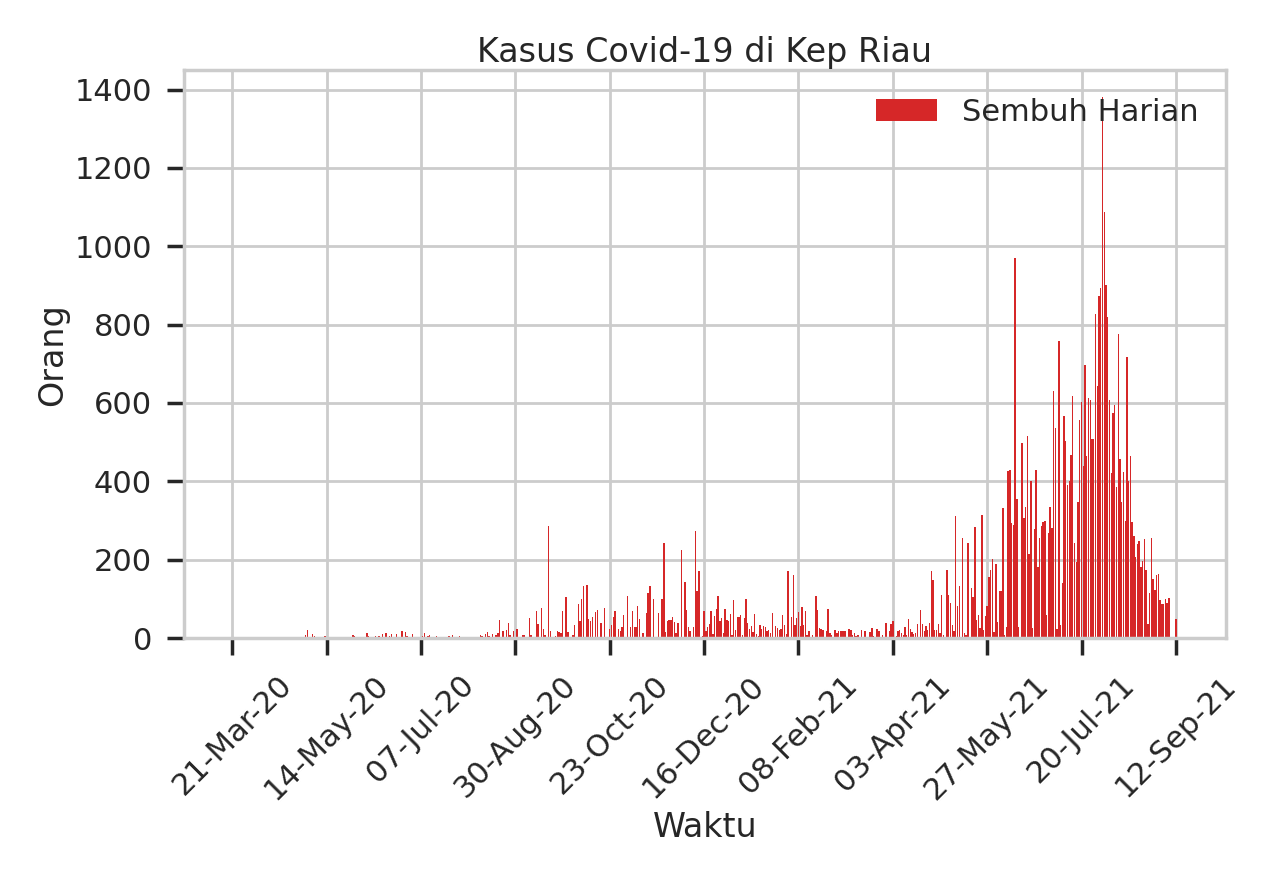 Kasus Covid-19 di Kep Riau
Sembuh Harian
Orang
1400
1200
1000
800
600
400
200
0
21-Mar-20
14-May-20
07-Jul-20
30-Aug-20
23-Oct-20
16-Dec-20
08-Feb-21
03-Apr-21
27-May-21
20-Jul-21
12-Sep-21
Waktu